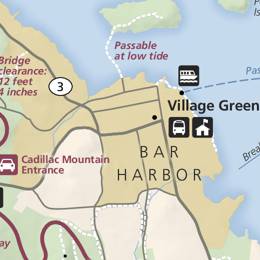 Bridge
clearance:
12 feet
4 inches
Passable
at low tide
3
Pass
Village Green
Cadillac Mountain
Entrance
BAR
HARBOR
Break